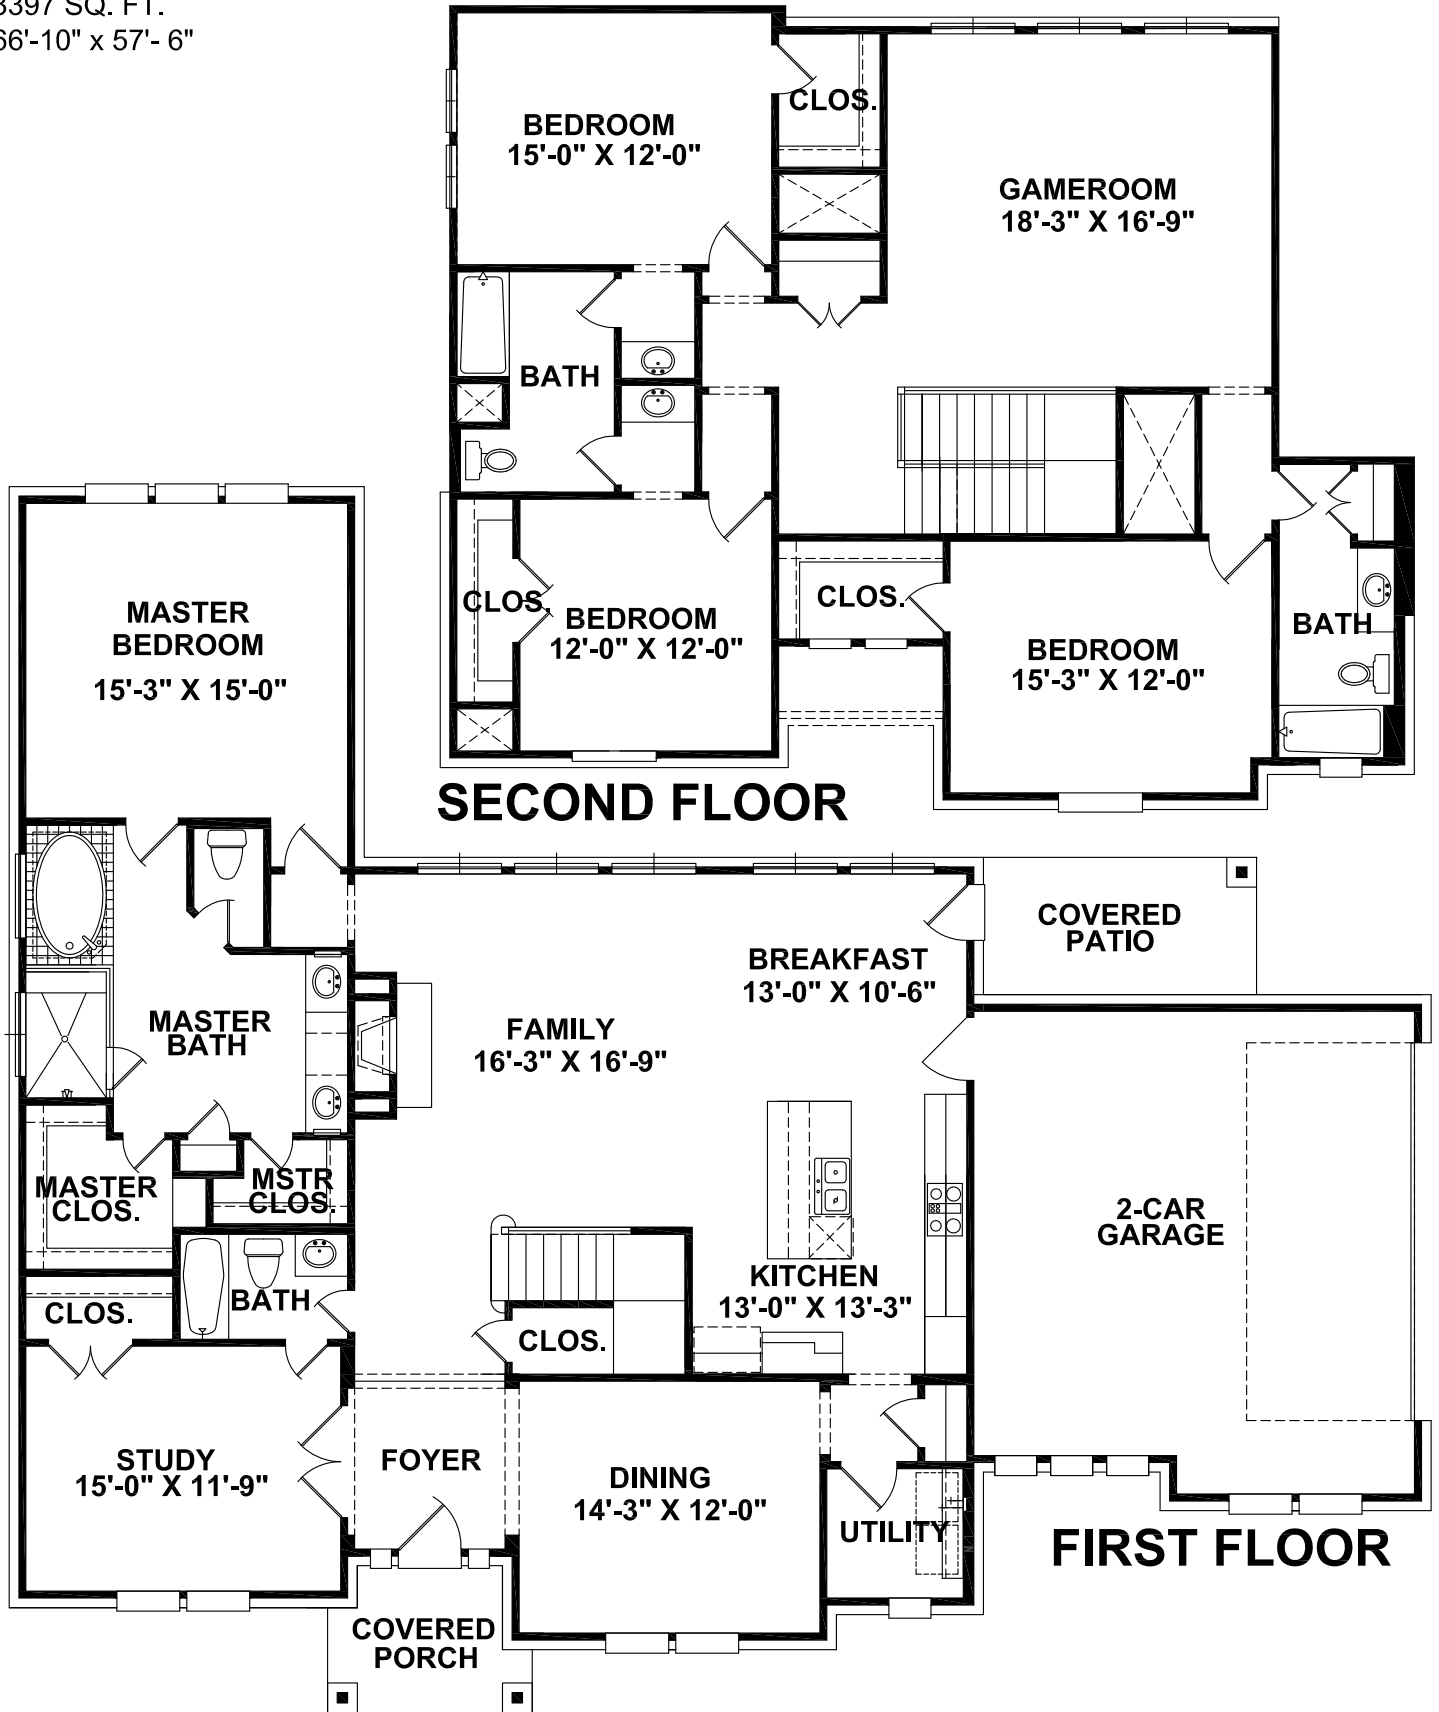 3397 SQ. FT.
66'-10" x 57'- 6"
BEDROOM
15'-0" X 12'-0"
CLOS.
GAMEROOM
18'-3" X 16'-9"
BATH
CLOS.
BEDROOM
12'-0" X 12'-0"
CLOS.
BEDROOM
15'-3" X 12'-0"
BATH
SECOND FLOOR
MASTER
BEDROOM
15'-3" X 15'-0"
COVERED
PATIO
BREAKFAST
13'-0" X 10'-6"
FAMILY
16'-3" X 16'-9"
MASTER
BATH
MASTER
CLOS.
MSTR
CLOS.
2-CAR
GARAGE
KITCHEN
13'-0" X 13'-3"
BATH
CLOS.
CLOS.
STUDY
15'-0" X 11'-9"
FOYER
DINING
14'-3" X 12'-0"
UTILITY
FIRST FLOOR
COVERED
PORCH